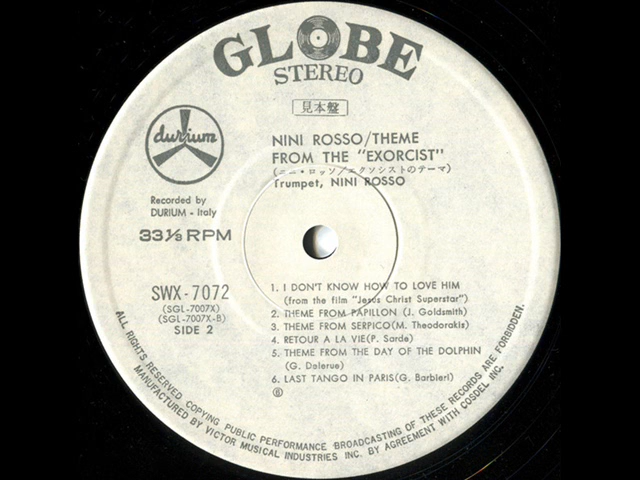 GLOBE
STEREO
見本盤
durium
NINI ROSSO/THEME
FROM THE "EXORCIST"
(ニニ・ロッソ/エクソシストのテーマ)
Trumpet, NINI ROSSO
Recorded by
DURIUM - Italy
33 1/3 RPM
SWX-7072
(SGL-7007X)
(SGL-7007X-B)
SIDE 2
1. I DON'T KNOW HOW TO LOVE HIM
(from the film "Jesus Christ Superstar")
2. THEME FROM PAPILLON (J. Goldsmith)
3. THEME FROM SERPICO(M. Theodorakis)
4. RETOUR A LA VIE(P. Sarde)
5. THEME FROM THE DAY OF THE DOLPHIN
(G. Dalerue)
6. LAST TANGO IN PARIS(G. Barbieri)
⑥
ALL RIGHTS RESERVED COPYING PUBLIC PERFORMANCE BROADCASTING OF THESE RECORDS ARE FORBIDDEN.
MANUFACTURED BY VICTOR MUSICAL INDUSTRIES INC. BY AGREEMENT WITH COSDEL INC.